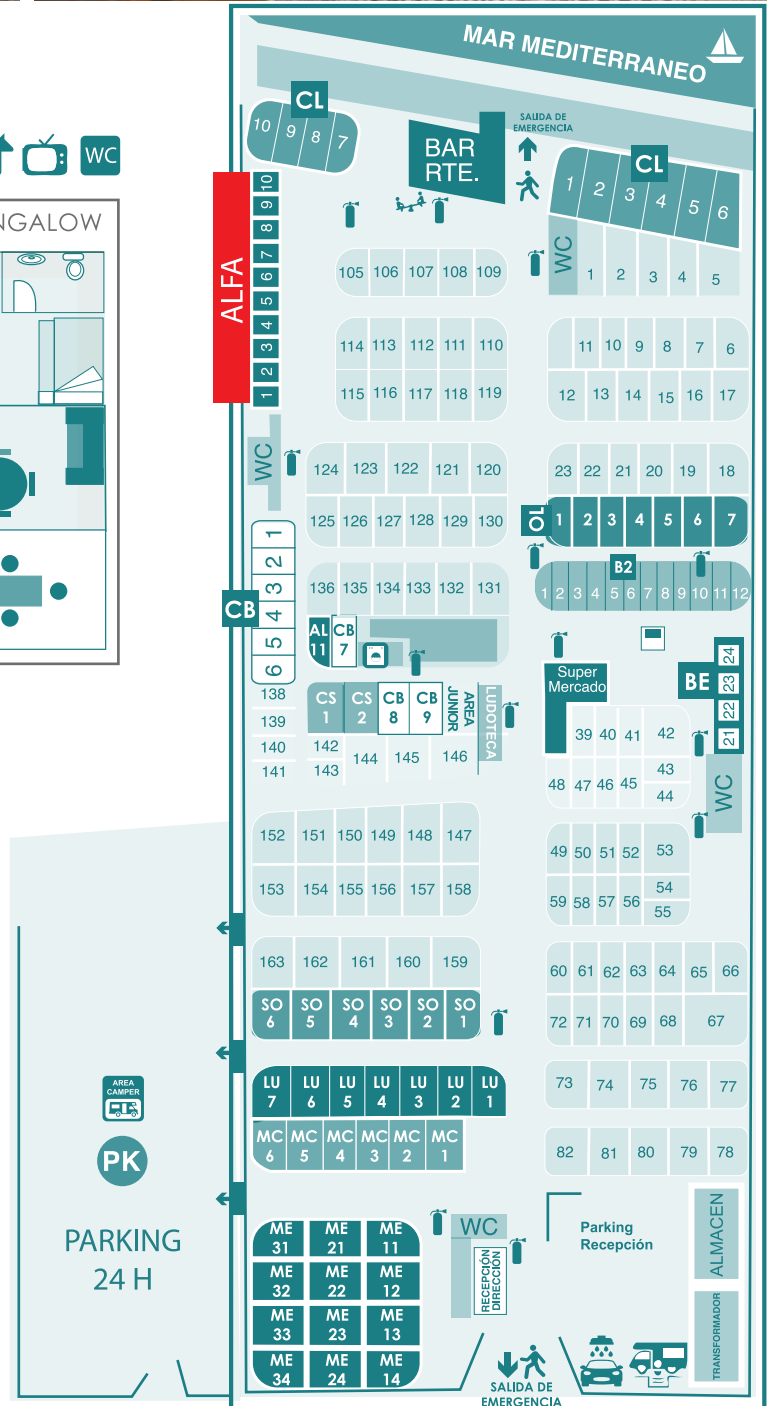 MAR MEDITERRANEO
CL
10 9 8 7
BAR
RTE.
SALIDA DE
EMERGENCIA
CL
1 2 3 4 5 6
WC
NGALOW
ALFA
10
9
8
7
6
5
4
3
2
1
WC
1 2 3 4 5
105 106 107 108 109
114 113 112 111 110
115 116 117 118 119
11 10 9 8 7 6
12 13 14 15 16 17
WC
124 123 122 121 120
125 126 127 128 129 130
23 22 21 20 19 18
OL
1 2 3 4 5 6 7
B2
1 2 3 4 5 6 7 8 9 10 11 12
CB
1
2
3
4
5
6
136 135 134 133 132 131
AL
11
CB
7
138
139
140
141
CS
1
CS
2
CB
8
CB
9
AREA
JUNIOR
LUDOTECA
142
143
144 145 146
Super
Mercado
BE
24
23
22
21
39 40 41 42
48 47 46 45 43
44
WC
152 151 150 149 148 147
153 154 155 156 157 158
49 50 51 52 53
59 58 57 56 54
55
163 162 161 160 159
SO
6
SO
5
SO
4
SO
3
SO
2
SO
1
60 61 62 63 64 65 66
72 71 70 69 68 67
LU
7
LU
6
LU
5
LU
4
LU
3
LU
2
LU
1
MC
6
MC
5
MC
4
MC
3
MC
2
MC
1
73 74 75 76 77
82 81 80 79 78
AREA
CAMPER
PK
PARKING
24 H
ME
31
ME
21
ME
11
ME
32
ME
22
ME
12
ME
33
ME
23
ME
13
ME
34
ME
24
ME
14
WC
RECEPCIÓN
DIRECCIÓN
Parking
Recepción
ALMACEN
TRANSFORMADOR
SALIDA DE
EMERGENCIA